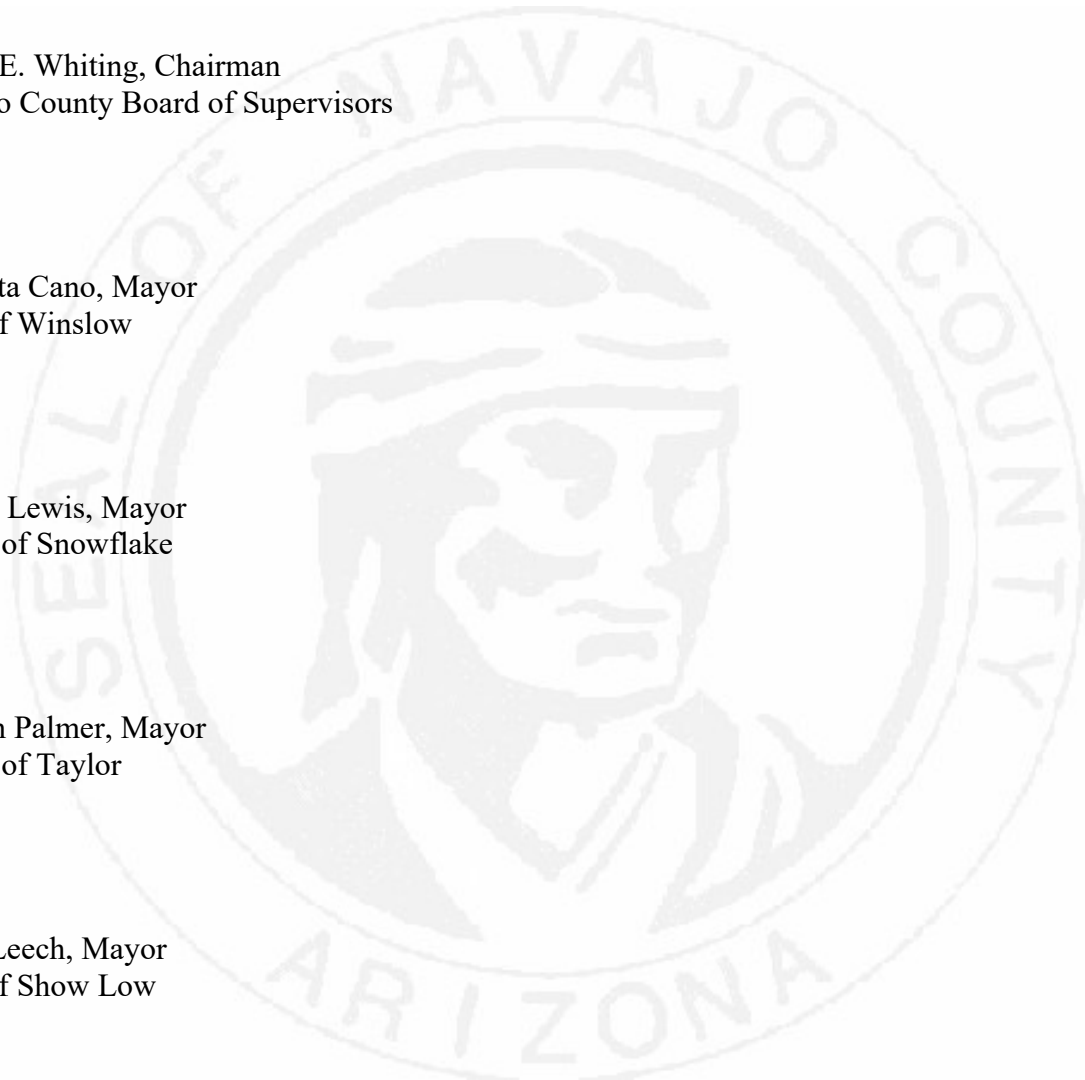 E. Whiting, Chairman
o County Board of Supervisors
ta Cano, Mayor
f Winslow
Lewis, Mayor
of Snowflake
n Palmer, Mayor
of Taylor
Leech, Mayor
f Show Low
SEAL OF NAVAJO COUNTY
ARIZONA